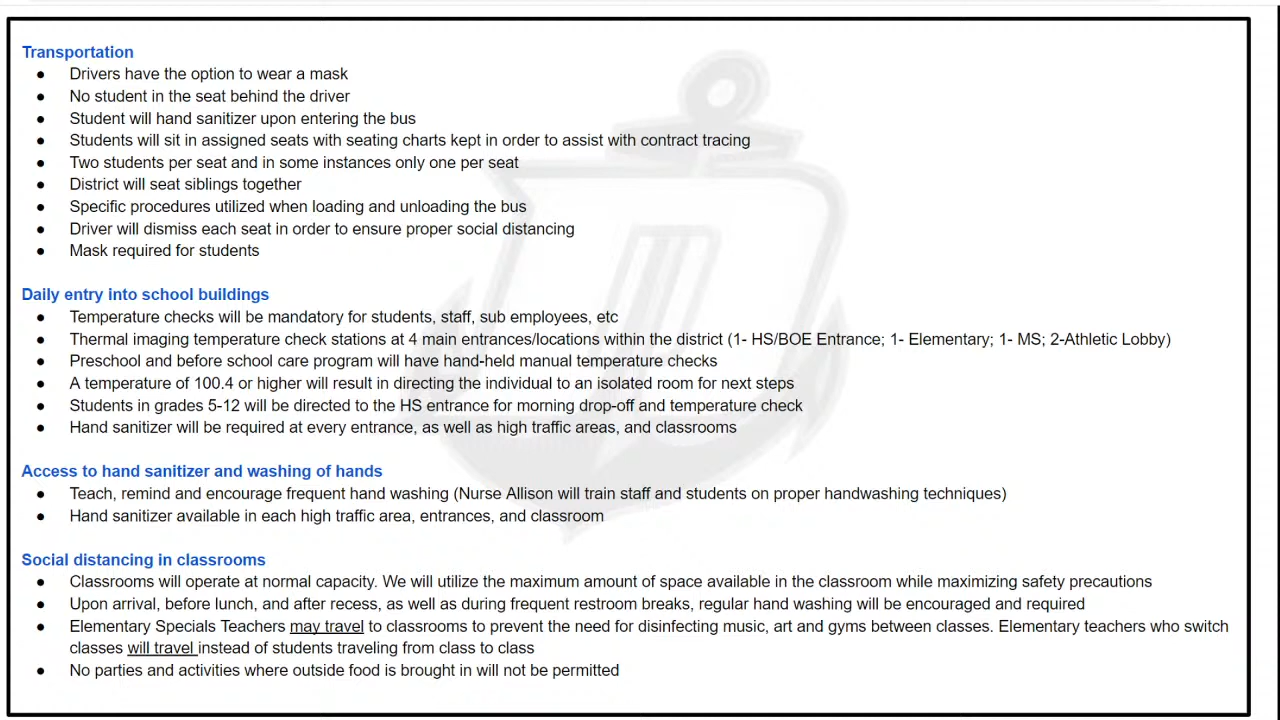 Transportation
● Drivers have the option to wear a mask
● No student in the seat behind the driver
● Student will hand sanitizer upon entering the bus
● Students will sit in assigned seats with seating charts kept in order to assist with contract tracing
● Two students per seat and in some instances only one per seat
● District will seat siblings together
● Specific procedures utilized when loading and unloading the bus
● Driver will dismiss each seat in order to ensure proper social distancing
● Mask required for students
Daily entry into school buildings
● Temperature checks will be mandatory for students, staff, sub employees, etc
● Thermal imaging temperature check stations at 4 main entrances/locations within the district (1- HS/BOE Entrance; 1- Elementary; 1- MS; 2-Athletic Lobby)
● Preschool and before school care program will have hand-held manual temperature checks
● A temperature of 100.4 or higher will result in directing the individual to an isolated room for next steps
● Students in grades 5-12 will be directed to the HS entrance for morning drop-off and temperature check
● Hand sanitizer will be required at every entrance, as well as high traffic areas, and classrooms
Access to hand sanitizer and washing of hands
● Teach, remind and encourage frequent hand washing (Nurse Allison will train staff and students on proper handwashing techniques)
● Hand sanitizer available in each high traffic area, entrances, and classroom
Social distancing in classrooms
● Classrooms will operate at normal capacity. We will utilize the maximum amount of space available in the classroom while maximizing safety precautions
● Upon arrival, before lunch, and after recess, as well as during frequent restroom breaks, regular hand washing will be encouraged and required
● Elementary Specials Teachers may travel to classrooms to prevent the need for disinfecting music, art and gyms between classes. Elementary teachers who switch
classes will travel instead of students traveling from class to class
● No parties and activities where outside food is brought in will not be permitted